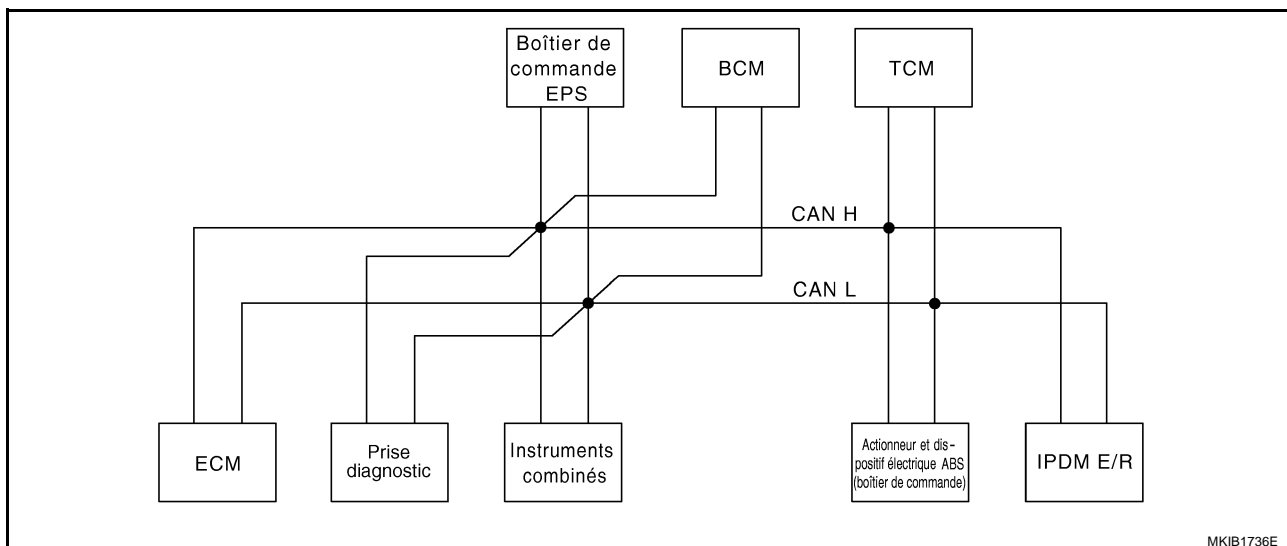 Boîtier de
commande
EPS
BCM
TCM
CAN H
CAN L
ECM
Prise
diagnostic
Instruments
combinés
Actionneur et dis-
positif électrique ABS
(boîtier de commande)
IPDM E/R
MKIB1736E